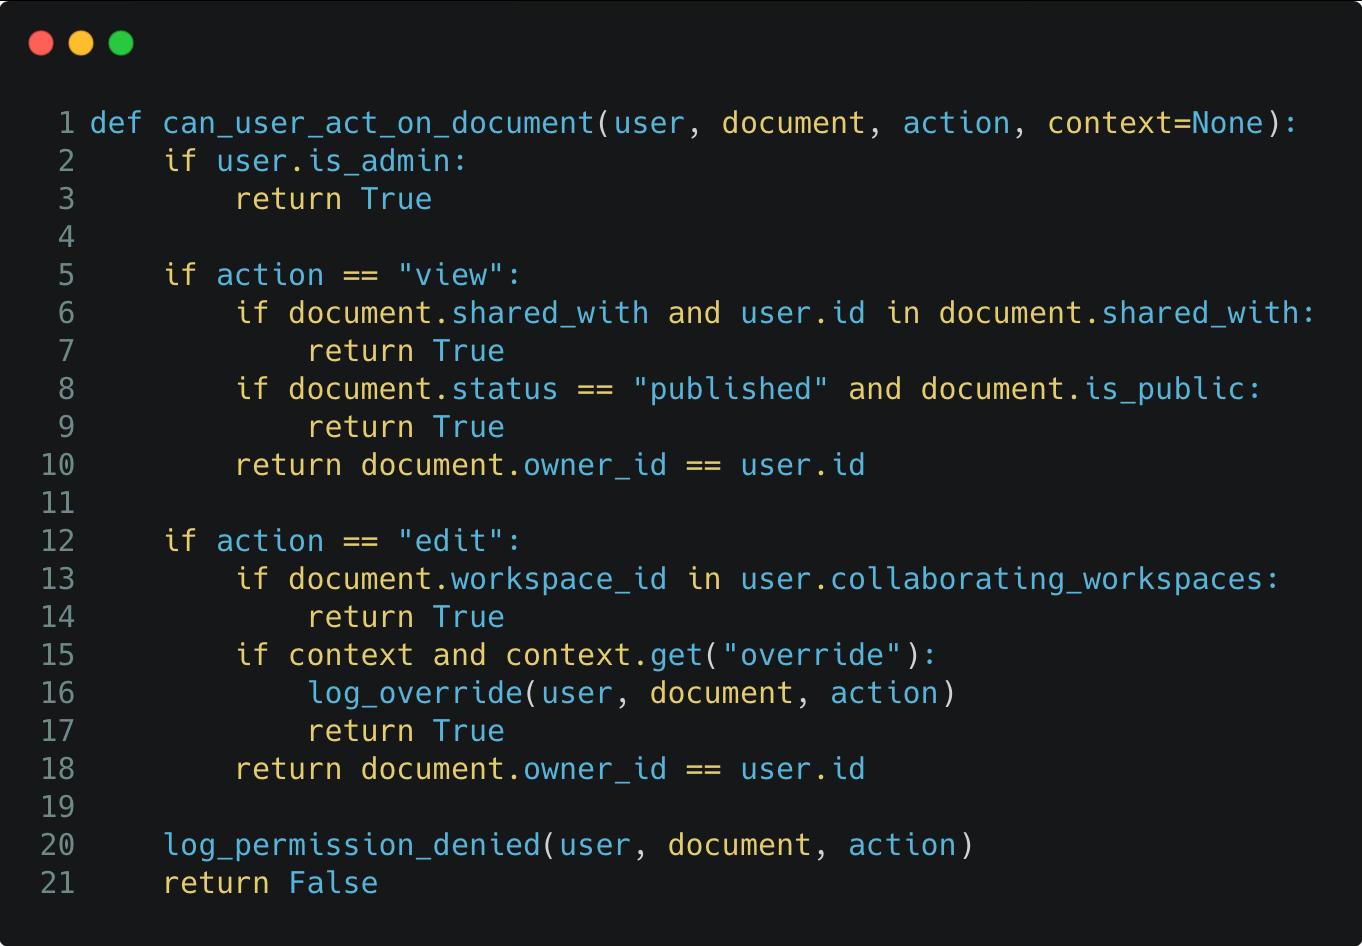 1 def can_user_act_on_document(user, document, action, context=None):
2     if user.is_admin:
3         return True
4
5     if action == "view":
6         if document.shared_with and user.id in document.shared_with:
7             return True
8         if document.status == "published" and document.is_public:
9             return True
10         return document.owner_id == user.id
11
12     if action == "edit":
13         if document.workspace_id in user.collaborating_workspaces:
14             return True
15         if context and context.get("override"):
16             log_override(user, document, action)
17             return True
18         return document.owner_id == user.id
19
20     log_permission_denied(user, document, action)
21     return False